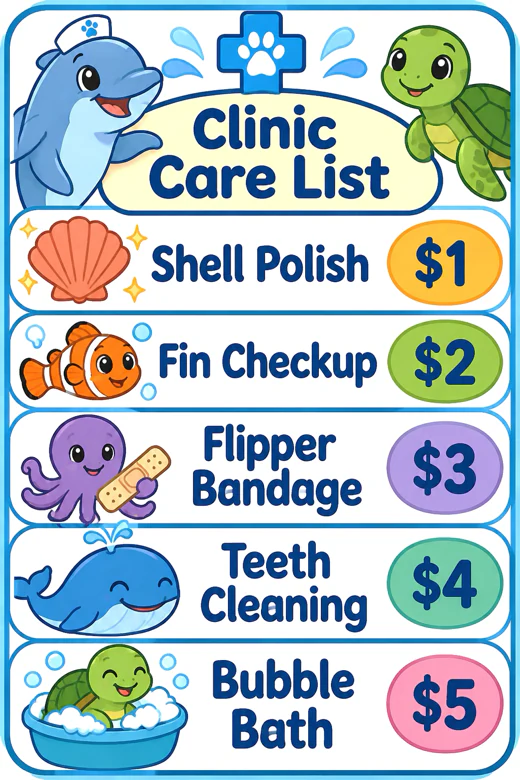 Clinic
Care List
Shell Polish $1
Fin Checkup $2
Flipper
Bandage
$3
Teeth
Cleaning
$4
Bubble
Bath
$5